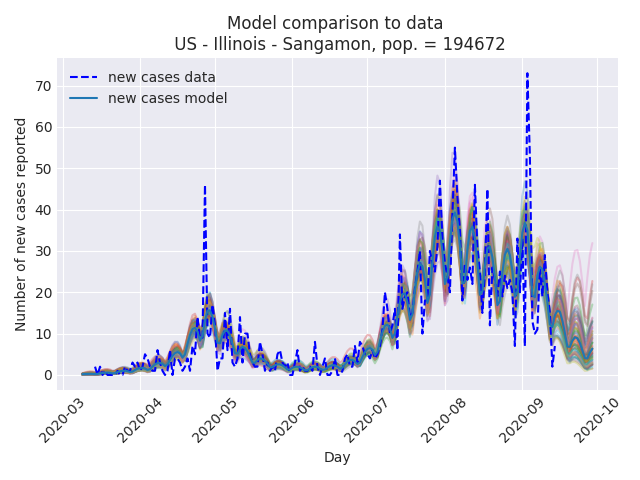 Model comparison to data
US - Illinois - Sangamon, pop. = 194672
new cases data
new cases model
Number of new cases reported
70
60
50
40
30
20
10
0
2020-03
2020-04
2020-05
2020-06
2020-07
2020-08
2020-09
2020-10
Day